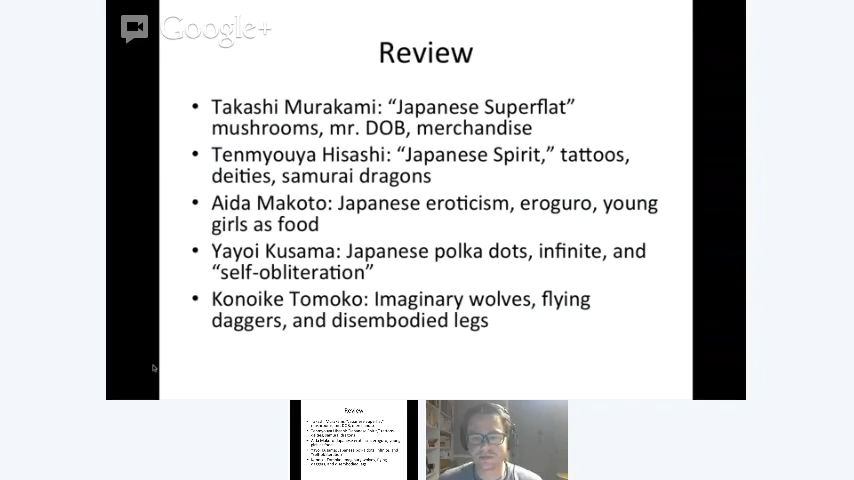 Google+
Review
• Takashi Murakami: “Japanese Superflat”
mushrooms, mr. DOB, merchandise
• Tenmyouya Hisashi: “Japanese Spirit,” tattoos,
deities, samurai dragons
• Aida Makoto: Japanese eroticism, eroguro, young
girls as food
• Yayoi Kusama: Japanese polka dots, infinite, and
“self-obliteration”
• Konoike Tomoko: Imaginary wolves, flying
daggers, and disembodied legs
Review